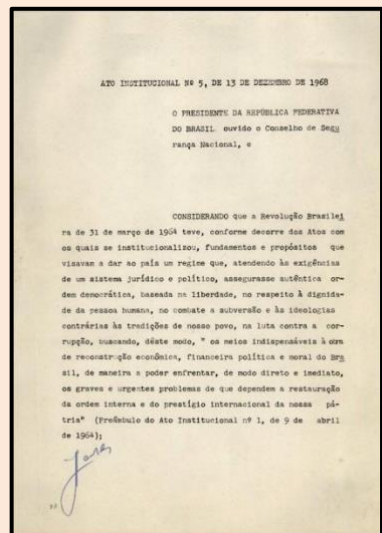 ATO INSTITUCIONAL Nº 5, DE 13 DE DEZEMBRO DE 1968
O PRESIDENTE DA REPÚBLICA FEDERATIVA
DO BRASIL ouvido o Conselho de Segu
rança Nacional, e
CONSIDERANDO que a Revolução Brasilei
ra de 31 de março de 1964 teve, conforme decorre dos Atos com
os quais se institucionalizou, fundamentos e propósitos que
visavam a dar ao país um regime que, atendendo às exigências
de um sistema jurídico e político, assegurasse autêntica or-
dem democrática, baseada na liberdade, no respeito à dignida-
de da pessoa humana, no combate a subversão e às ideologias
contrárias às tradições de nosso povo, na luta contra a cor-
rupção, buscando, dêste modo, " os meios indispensáveis à obra
de reconstrução econômica, financeira política e moral do Bra
sil, de maneira a poder enfrentar, de modo direto e imediato,
os graves e urgentes problemas de que dependem a restauração
da ordem interna e do prestígio internacional da nossa pá-
tria" (Preâmbulo do Ato Institucional nº 1, de 9 de abril
de 1964);